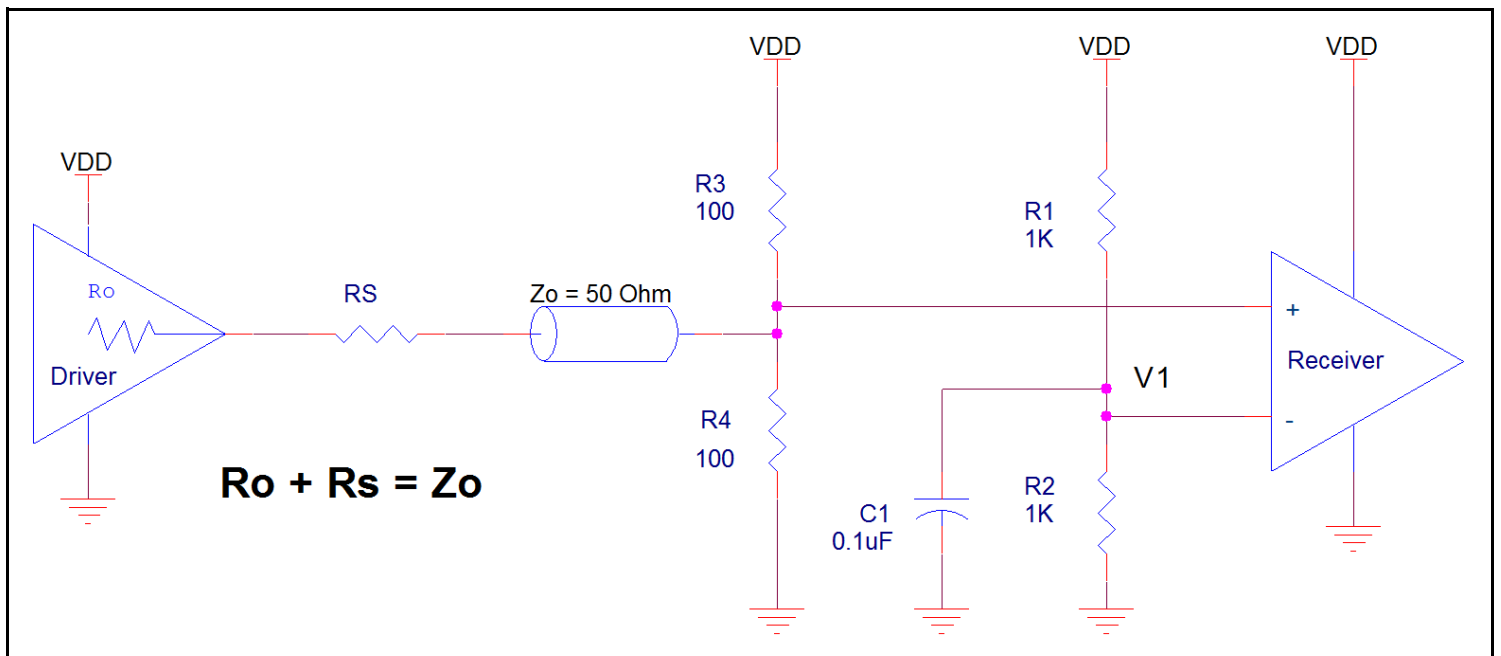 VDD
VDD
VDD
VDD
R3
100
R1
1K
Ro
RS
Zo = 50 Ohm
+
Driver
Receiver
V1
-
R4
100
Ro + Rs = Zo
R2
1K
C1
0.1uF